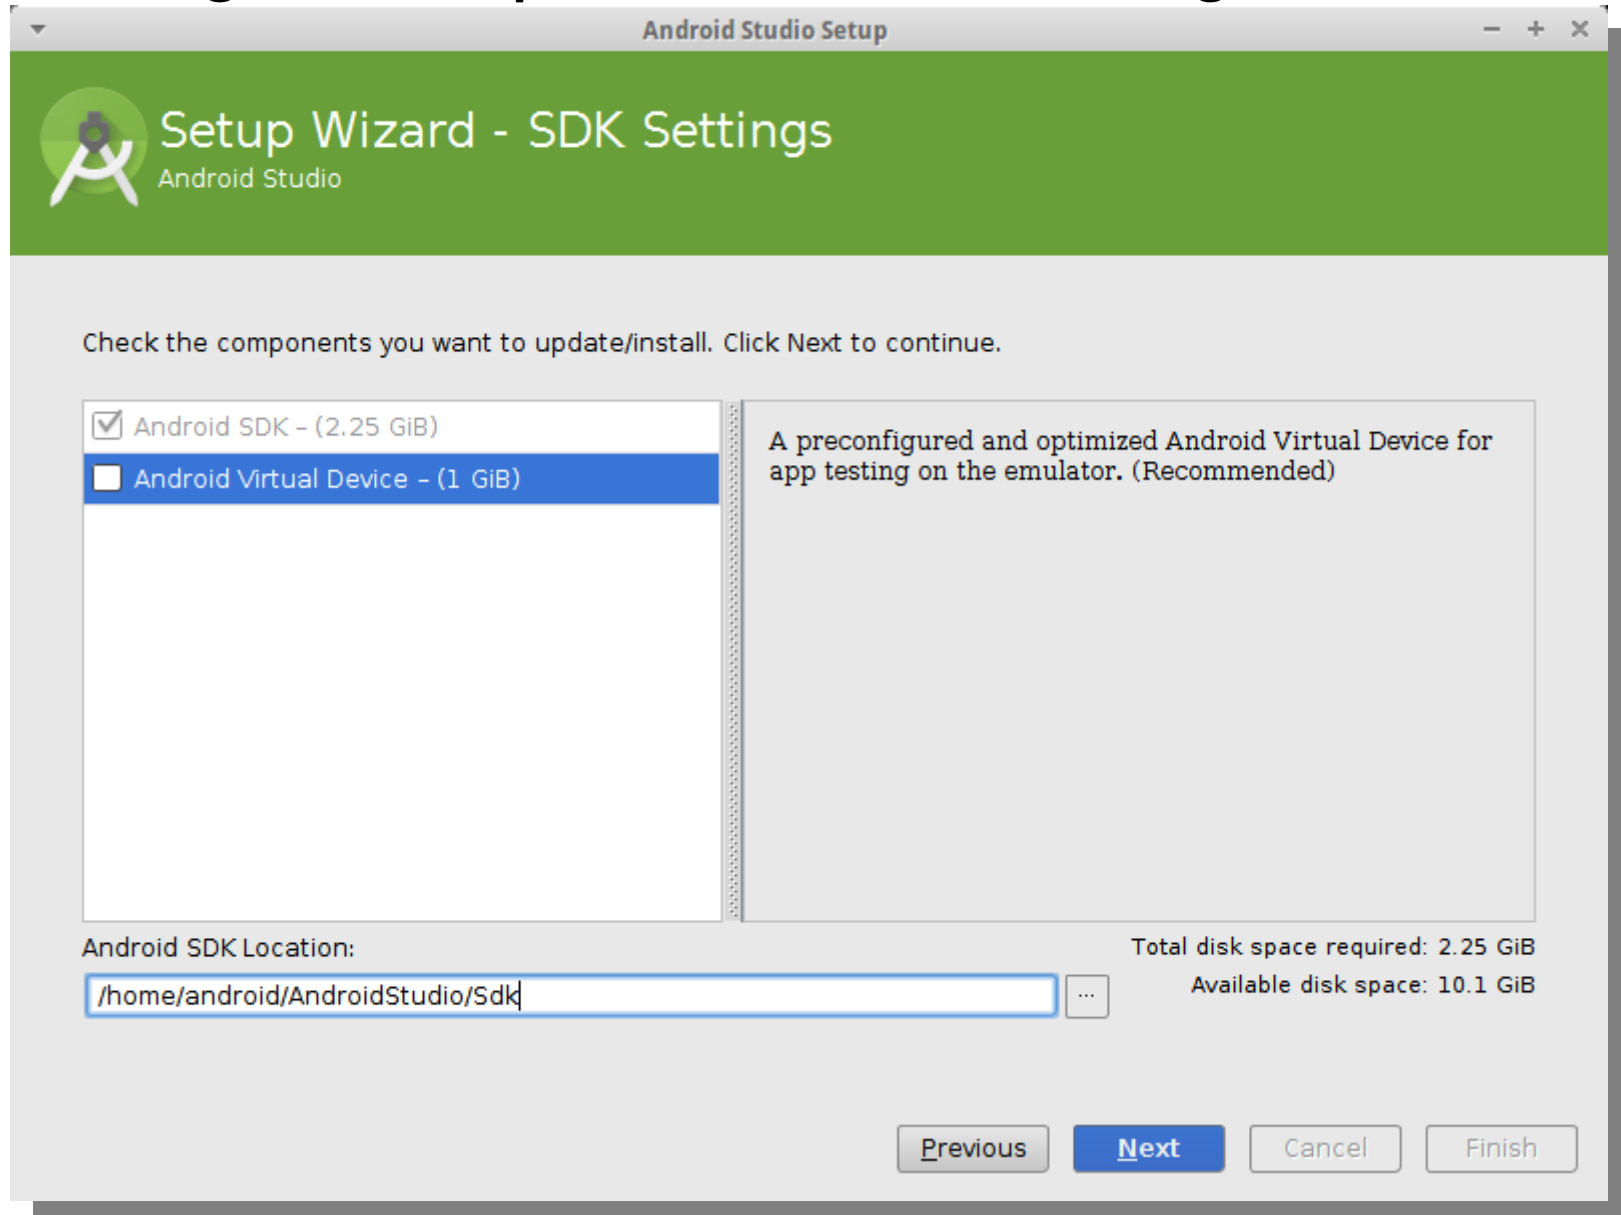 Android Studio Setup
Setup Wizard - SDK Settings
Android Studio
Check the components you want to update/install. Click Next to continue.
Android SDK – (2.25 GiB)
Android Virtual Device – (1 GiB)
A preconfigured and optimized Android Virtual Device for
app testing on the emulator. (Recommended)
Android SDK Location:
Total disk space required: 2.25 GiB
/home/android/AndroidStudio/Sdk
...
Available disk space: 10.1 GiB
Previous
Next
Cancel
Finish